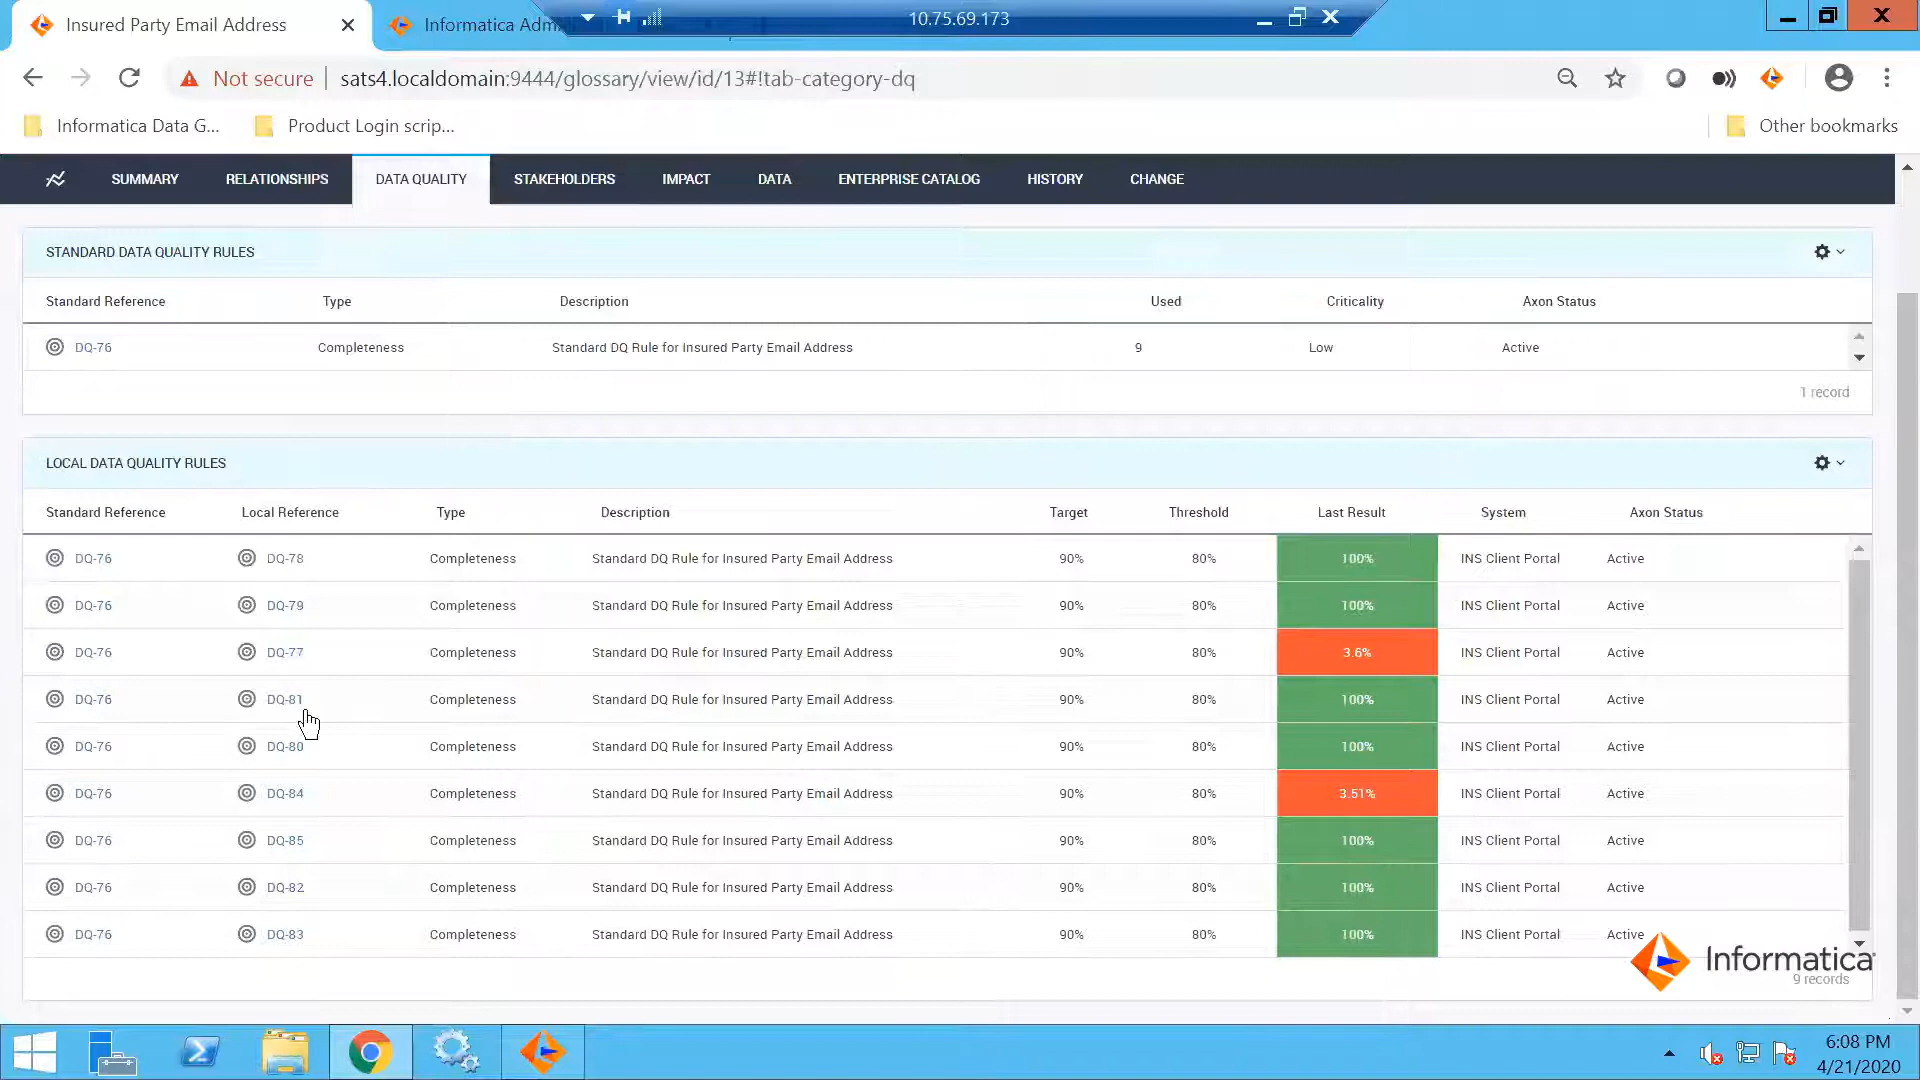 Insured Party Email Address
Informatica Adm
10.75.69.173
Not secure
sats4.localdomain:9444/glossary/view/id/13#!tab-category-dq
Informatica Data G...
Product Login scrip...
Other bookmarks
SUMMARY RELATIONSHIPS DATA QUALITY STAKEHOLDERS IMPACT DATA ENTERPRISE CATALOG HISTORY CHANGE
STANDARD DATA QUALITY RULES
Standard Reference Type Description Used Criticality Axon Status
DQ-76 Completeness Standard DQ Rule for Insured Party Email Address 9 Low Active
1 record
LOCAL DATA QUALITY RULES
Standard Reference Local Reference Type Description Target Threshold Last Result System Axon Status
DQ-76 DQ-78 Completeness Standard DQ Rule for Insured Party Email Address 90% 80% 100% INS Client Portal Active
DQ-76 DQ-79 Completeness Standard DQ Rule for Insured Party Email Address 90% 80% 100% INS Client Portal Active
DQ-76 DQ-77 Completeness Standard DQ Rule for Insured Party Email Address 90% 80% 3.6% INS Client Portal Active
DQ-76 DQ-81 Completeness Standard DQ Rule for Insured Party Email Address 90% 80% 100% INS Client Portal Active
DQ-76 DQ-80 Completeness Standard DQ Rule for Insured Party Email Address 90% 80% 100% INS Client Portal Active
DQ-76 DQ-84 Completeness Standard DQ Rule for Insured Party Email Address 90% 80% 3.51% INS Client Portal Active
DQ-76 DQ-85 Completeness Standard DQ Rule for Insured Party Email Address 90% 80% 100% INS Client Portal Active
DQ-76 DQ-82 Completeness Standard DQ Rule for Insured Party Email Address 90% 80% 100% INS Client Portal Active
DQ-76 DQ-83 Completeness Standard DQ Rule for Insured Party Email Address 90% 80% 100% INS Client Portal Active
Informatica
9 records
6:08 PM
4/21/2020